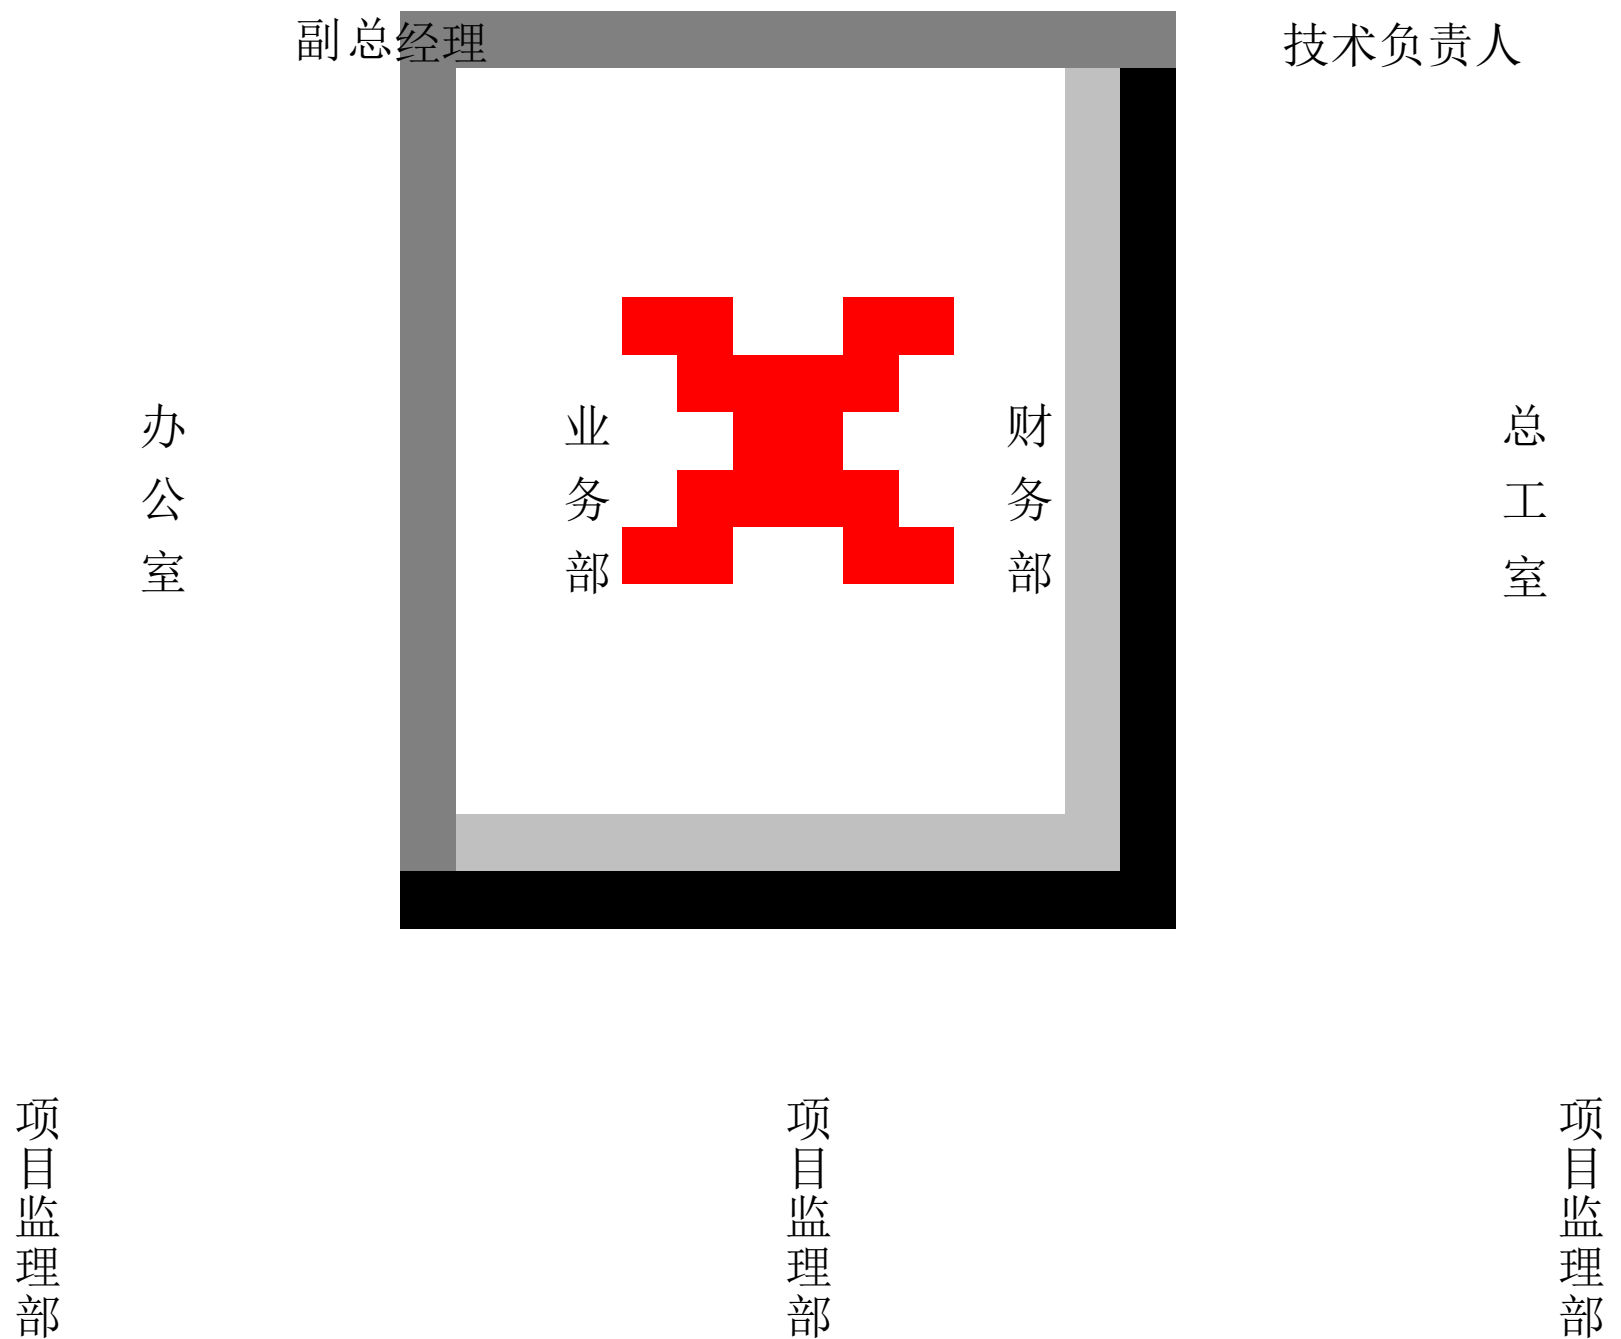 副总经理
技术负责人
办公室
业务部
财务部
总工室
项目监理部
项目监理部
项目监理部